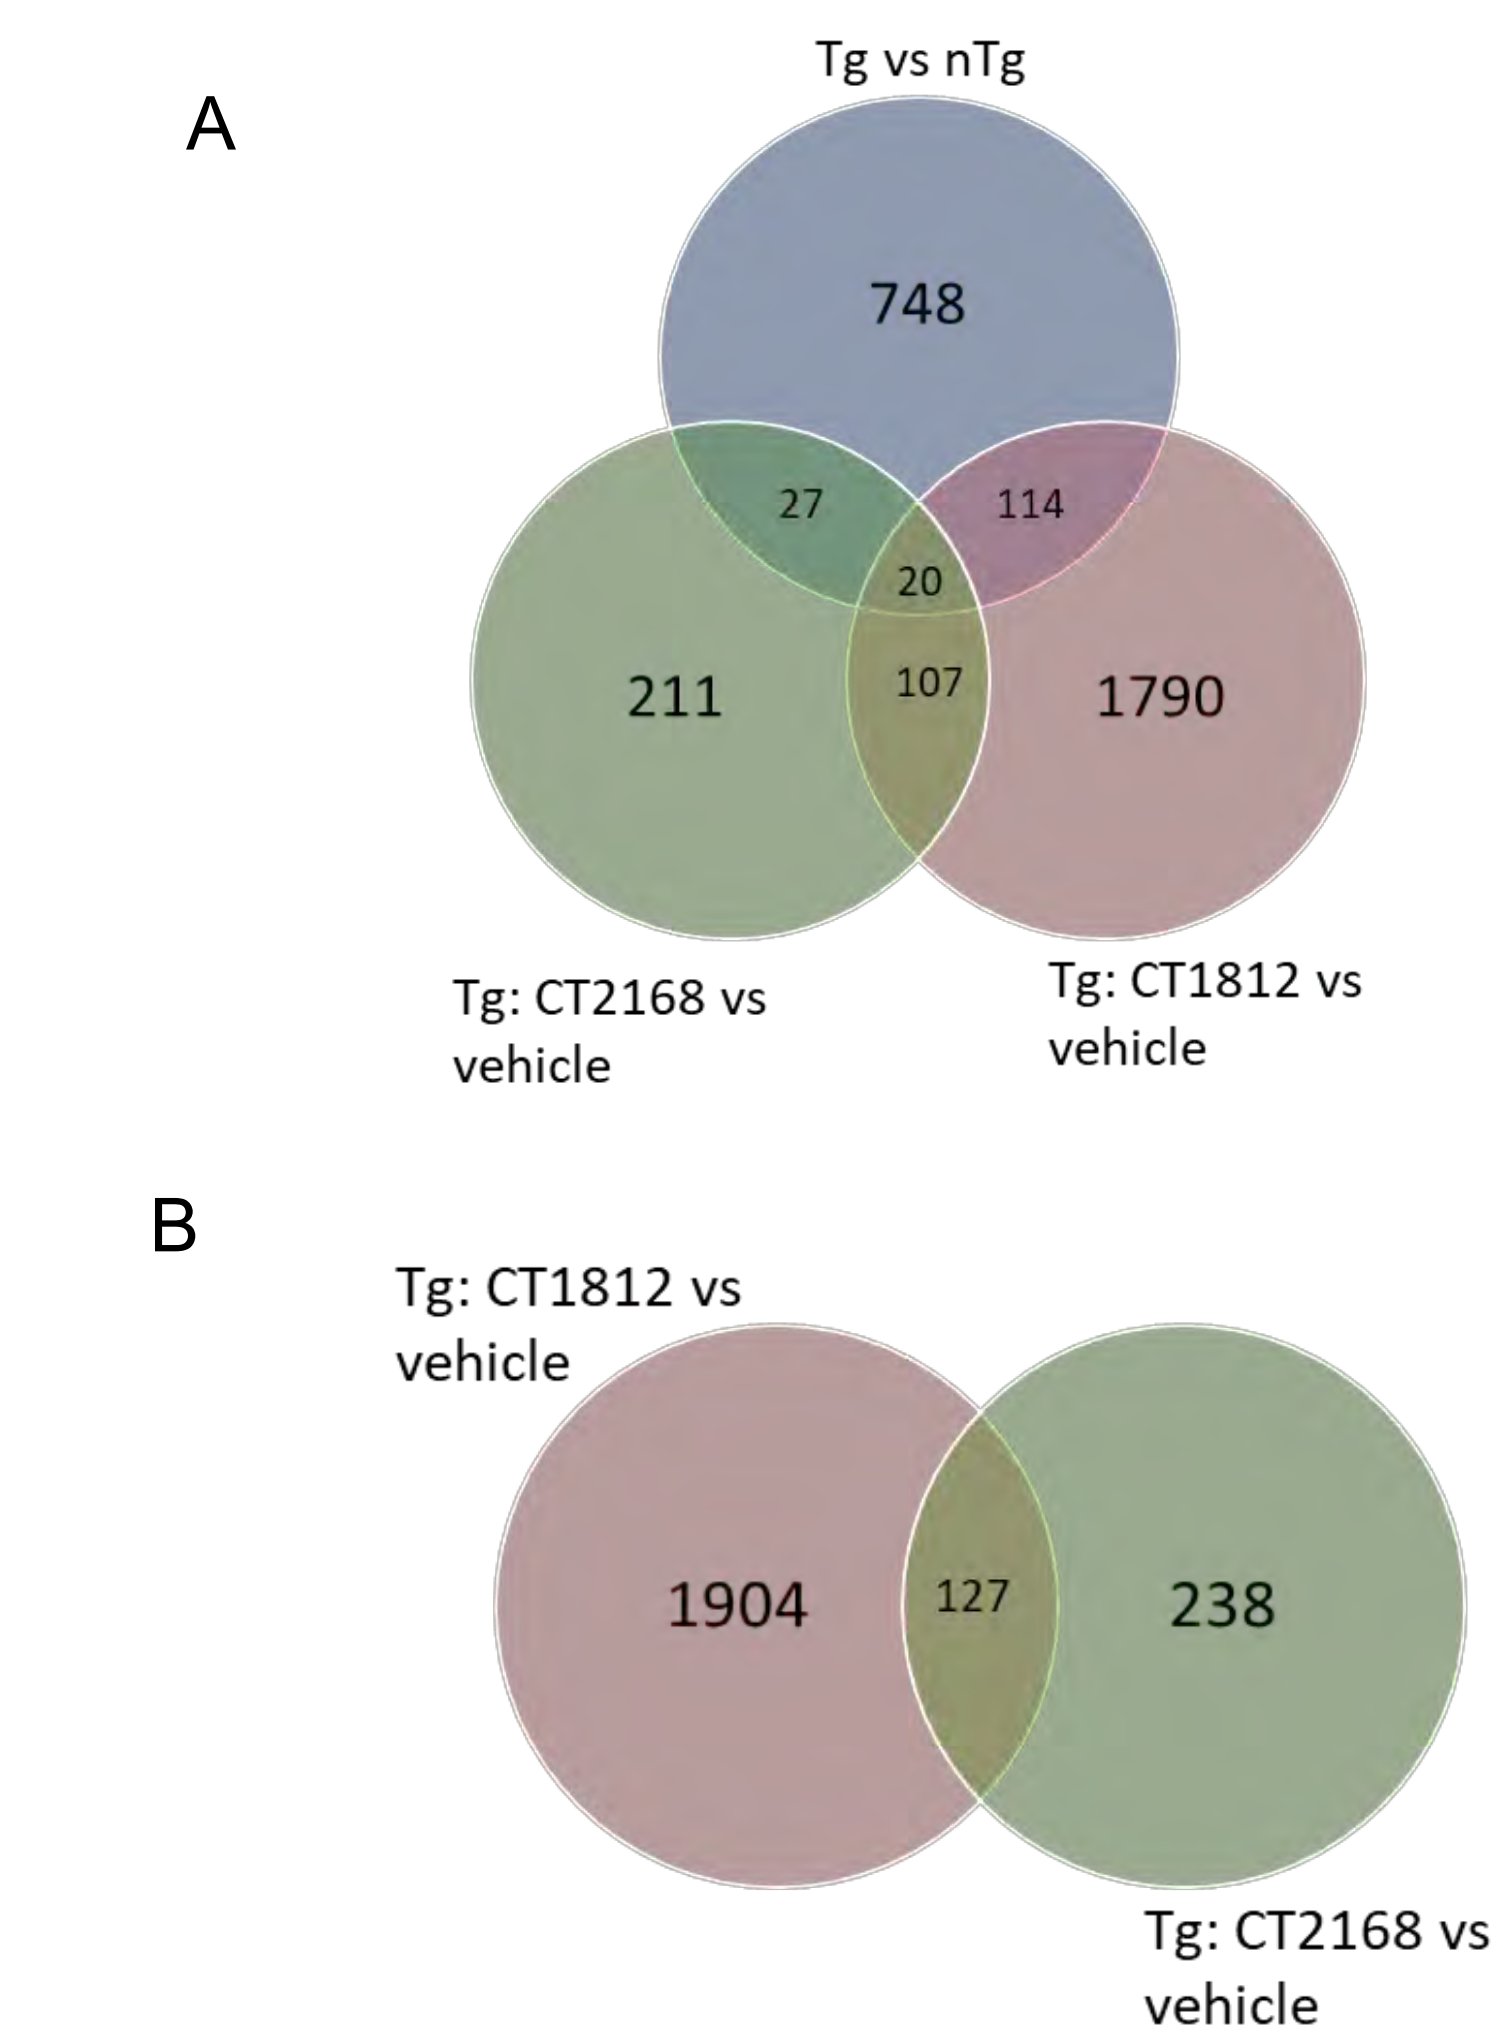 A
Tg vs nTg
748
27
114
20
107
211
1790
Tg: CT2168 vs
vehicle
Tg: CT1812 vs
vehicle
B
Tg: CT1812 vs
vehicle
1904
127
238
Tg: CT2168 vs
vehicle